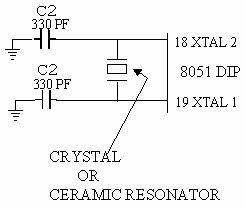 C2
330 PF
18 XTAL 2
8051 DIP
C2
330 PF
19 XTAL 1
CRYSTAL
OR
CERAMIC RESONATOR